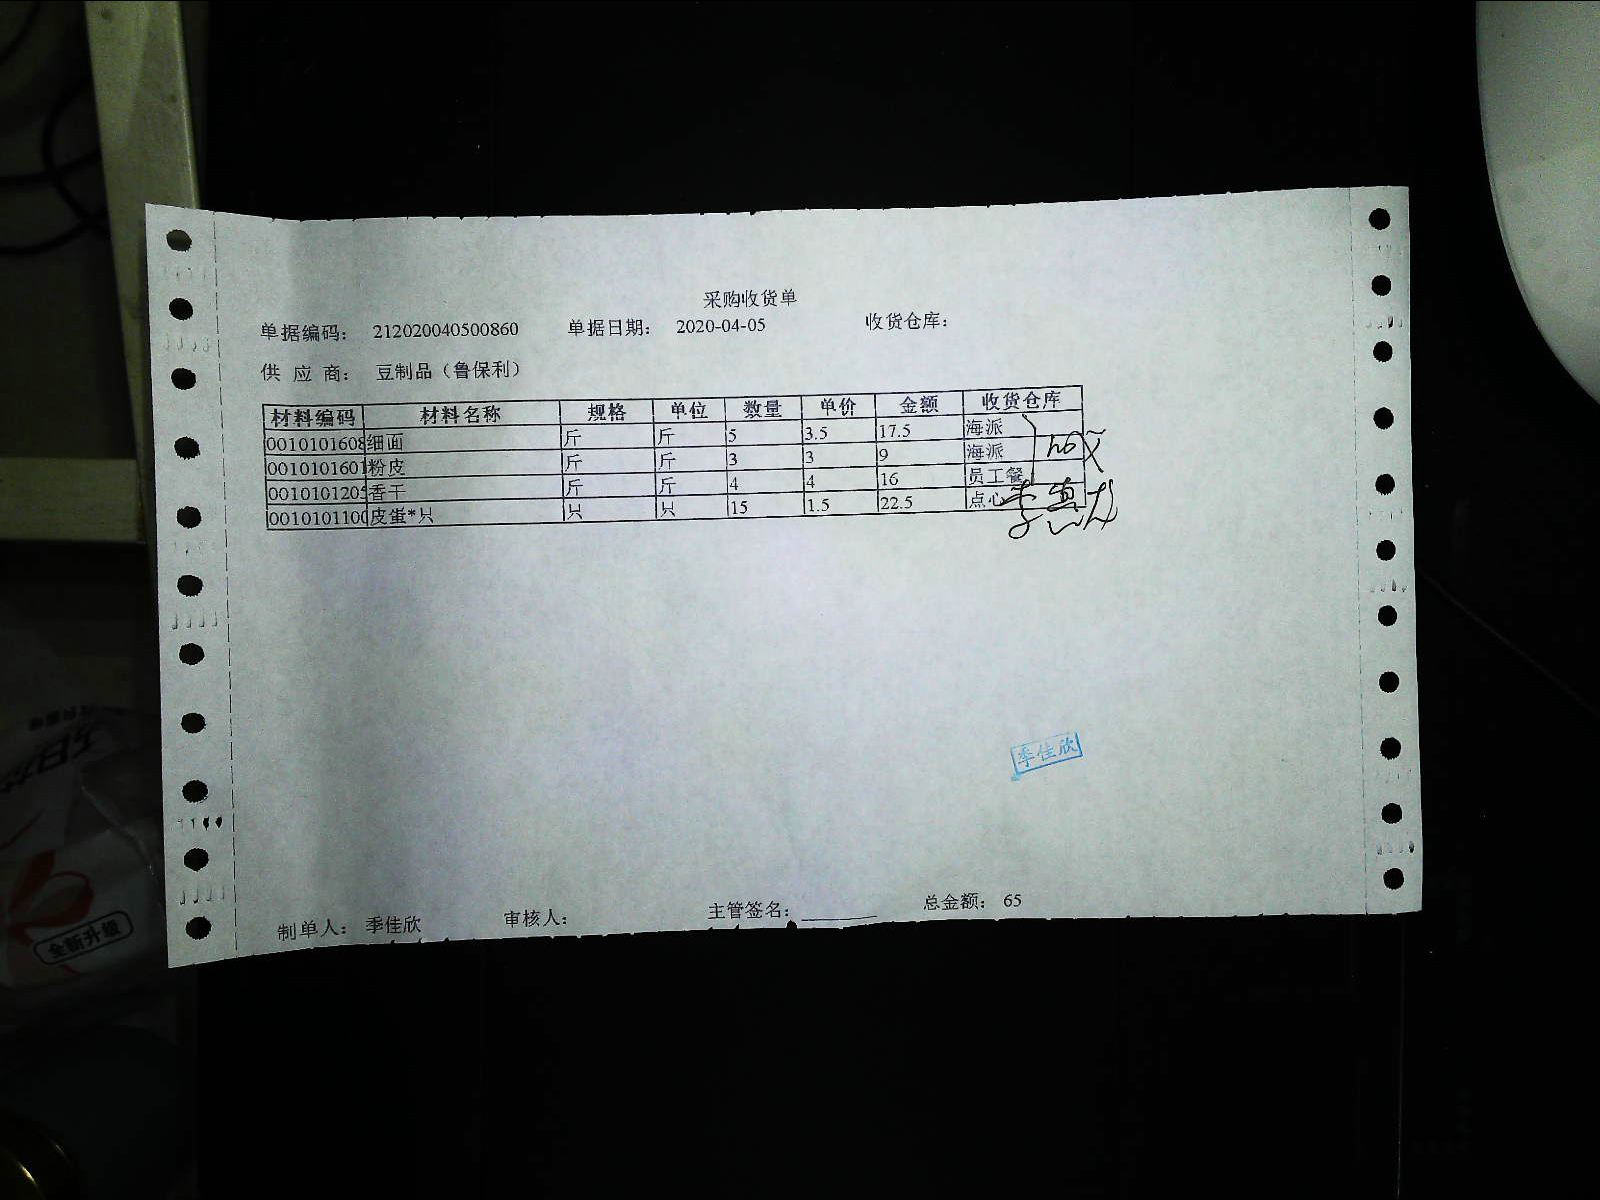 采购收货单
单据编码： 212020040500860 单据日期： 2020-04-05 收货仓库：
供 应 商： 豆制品（鲁保利）
材料编码 材料名称 规格 单位 数量 单价 金额 收货仓库
0010101608 细面 斤 斤 5 3.5 17.5 海派
0010101601 粉皮 斤 斤 3 3 9 海派
0010101205 香干 斤 斤 4 4 16 员工餐
0010101100 皮蛋*只 只 只 15 1.5 22.5 点心
季佳欣
制单人： 季佳欣 审核人： 主管签名： 总金额： 65
全新升级